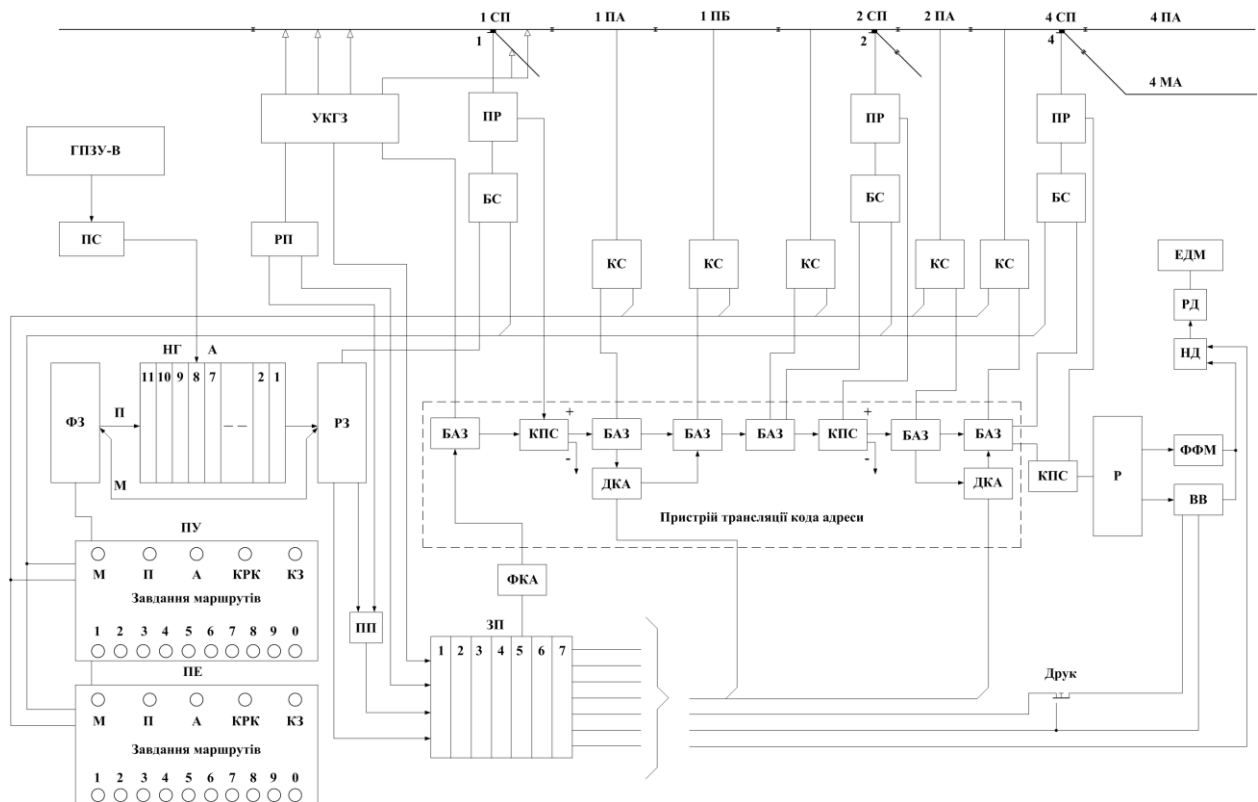 1 СП 1 ПА 1 ПБ 2 СП 2 ПА 4 СП 4 ПА
1 2 4
4 МА
УКГЗ ПР ПР ПР
ГПЗУ-В
БС БС БС
ПС РП
КС КС КС КС КС ЕДМ
РД
НГ А НД
11 10 9 8 7 2 1
ФЗ П РЗ
+ +
БАЗ КПС БАЗ БАЗ БАЗ КПС БАЗ БАЗ
- -
КПС Р ФФМ
М ДКА ДКА ВВ
Пристрій трансляції кода адреси
ПУ
М П А КРК КЗ
ФКА
Завдання маршрутів
ПП ЗП
1 2 3 4 5 6 7 8 9 0
1 2 3 4 5 6 7
ПЕ
Друк
М П А КРК КЗ
Завдання маршрутів
1 2 3 4 5 6 7 8 9 0